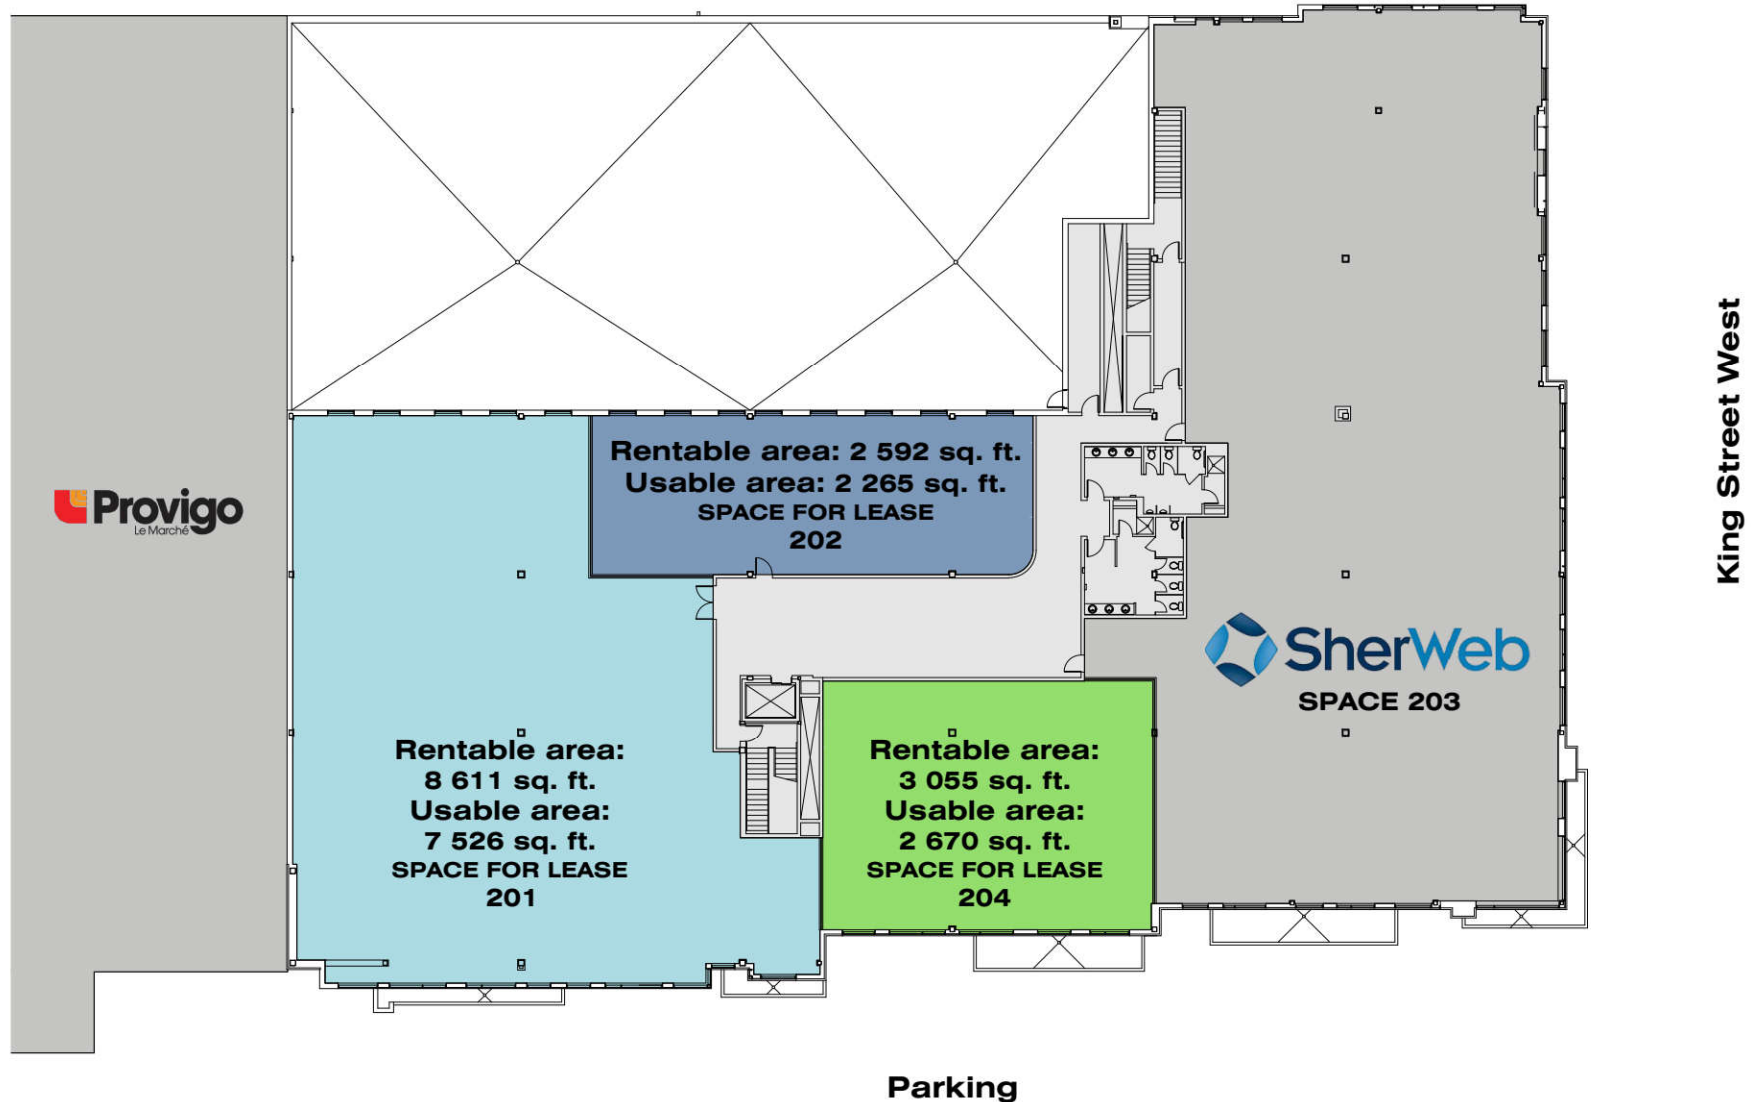 Rentable area: 2 592 sq. ft.
Usable area: 2 265 sq. ft.
SPACE FOR LEASE
202
Provigo
Le Marché
King Street West
SherWeb
SPACE 203
Rentable area:
8 611 sq. ft.
Usable area:
7 526 sq. ft.
SPACE FOR LEASE
201
Rentable area:
3 055 sq. ft.
Usable area:
2 670 sq. ft.
SPACE FOR LEASE
204
Parking